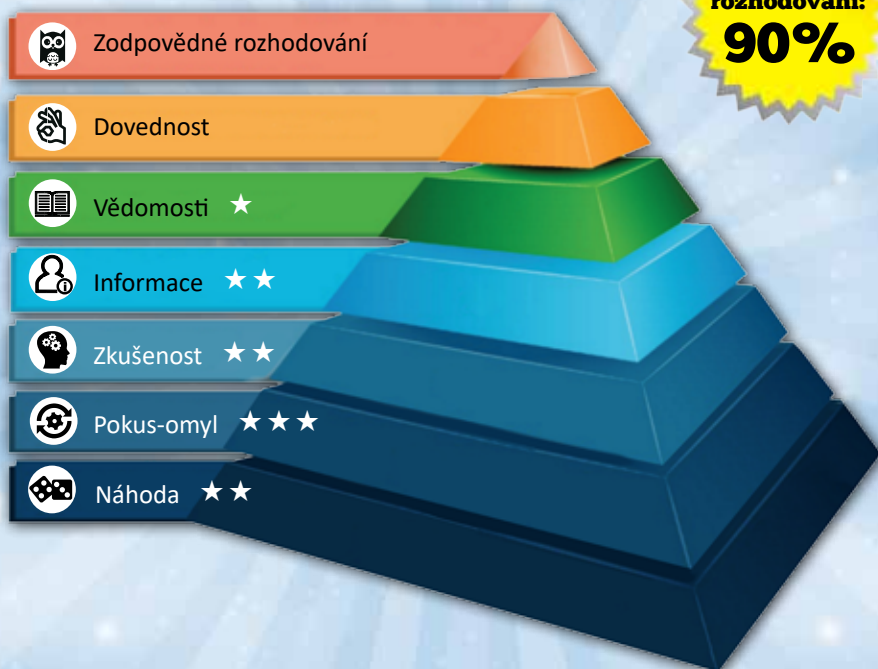 rozhodování:
90%
Zodpovědné rozhodování
Dovednost
Vědomosti ★
Informace ★★
Zkušenost ★★
Pokus-omyl ★★★
Náhoda ★★